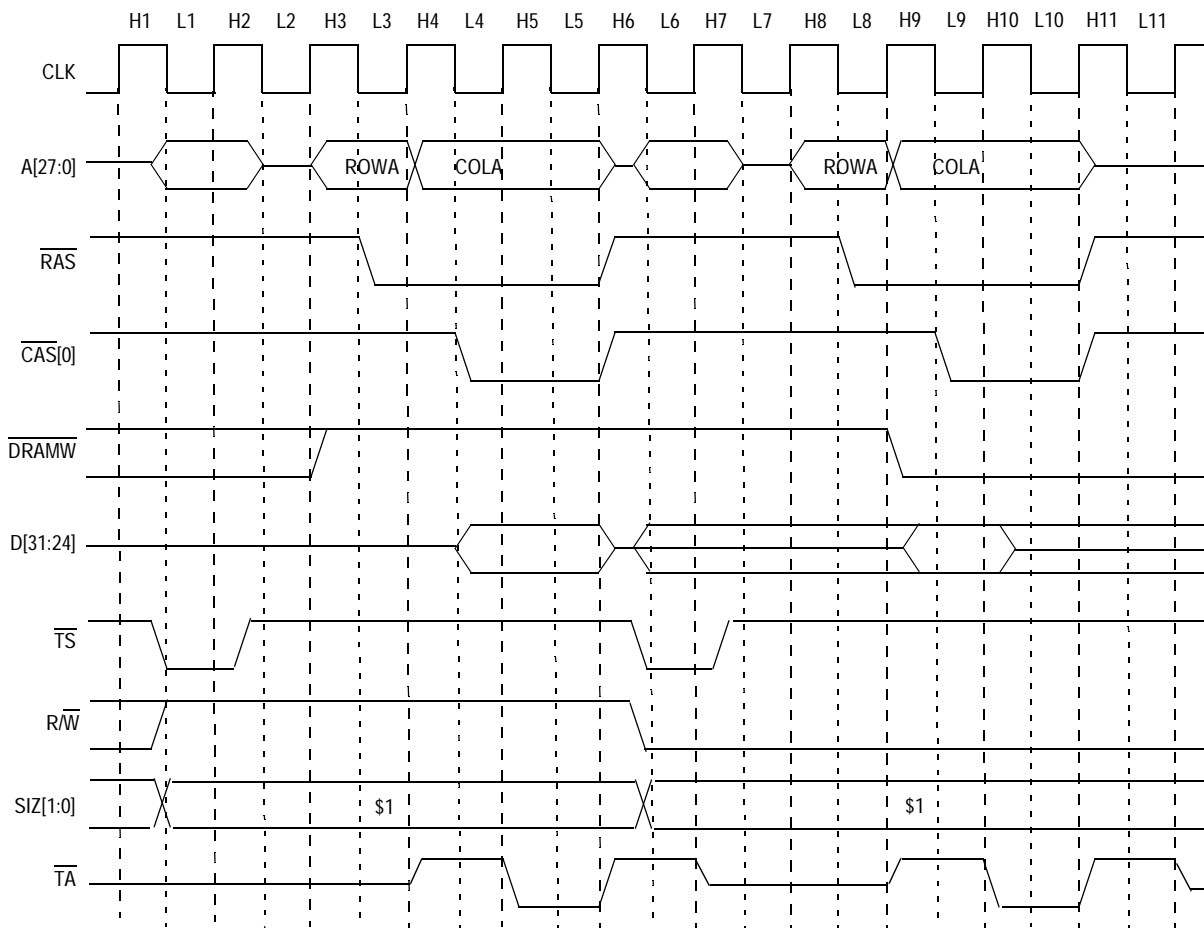 H1 L1 H2 L2 H3 L3 H4 L4 H5 L5 H6 L6 H7 L7 H8 L8 H9 L9 H10 L10 H11 L11
CLK
A[27:0] ROWA COLA ROWA COLA
RAS
CAS[0]
DRAMW
D[31:24]
TS
R/W
SIZ[1:0] $1 $1
TA